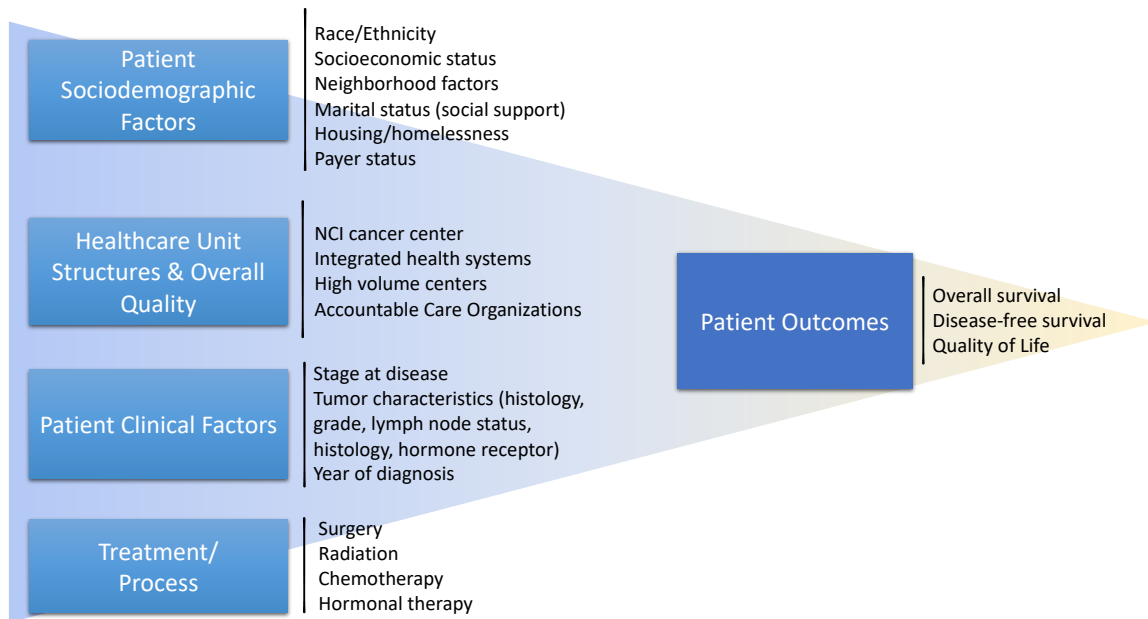 Patient
Sociodemographic
Factors
Race/Ethnicity
Socioeconomic status
Neighborhood factors
Marital status (social support)
Housing/homelessness
Payer status
Healthcare Unit
Structures & Overall
Quality
NCI cancer center
Integrated health systems
High volume centers
Accountable Care Organizations
Patient Clinical Factors
Stage at disease
Tumor characteristics (histology,
grade, lymph node status,
histology, hormone receptor)
Year of diagnosis
Treatment/
Process
Surgery
Radiation
Chemotherapy
Hormonal therapy
Patient Outcomes
Overall survival
Disease-free survival
Quality of Life